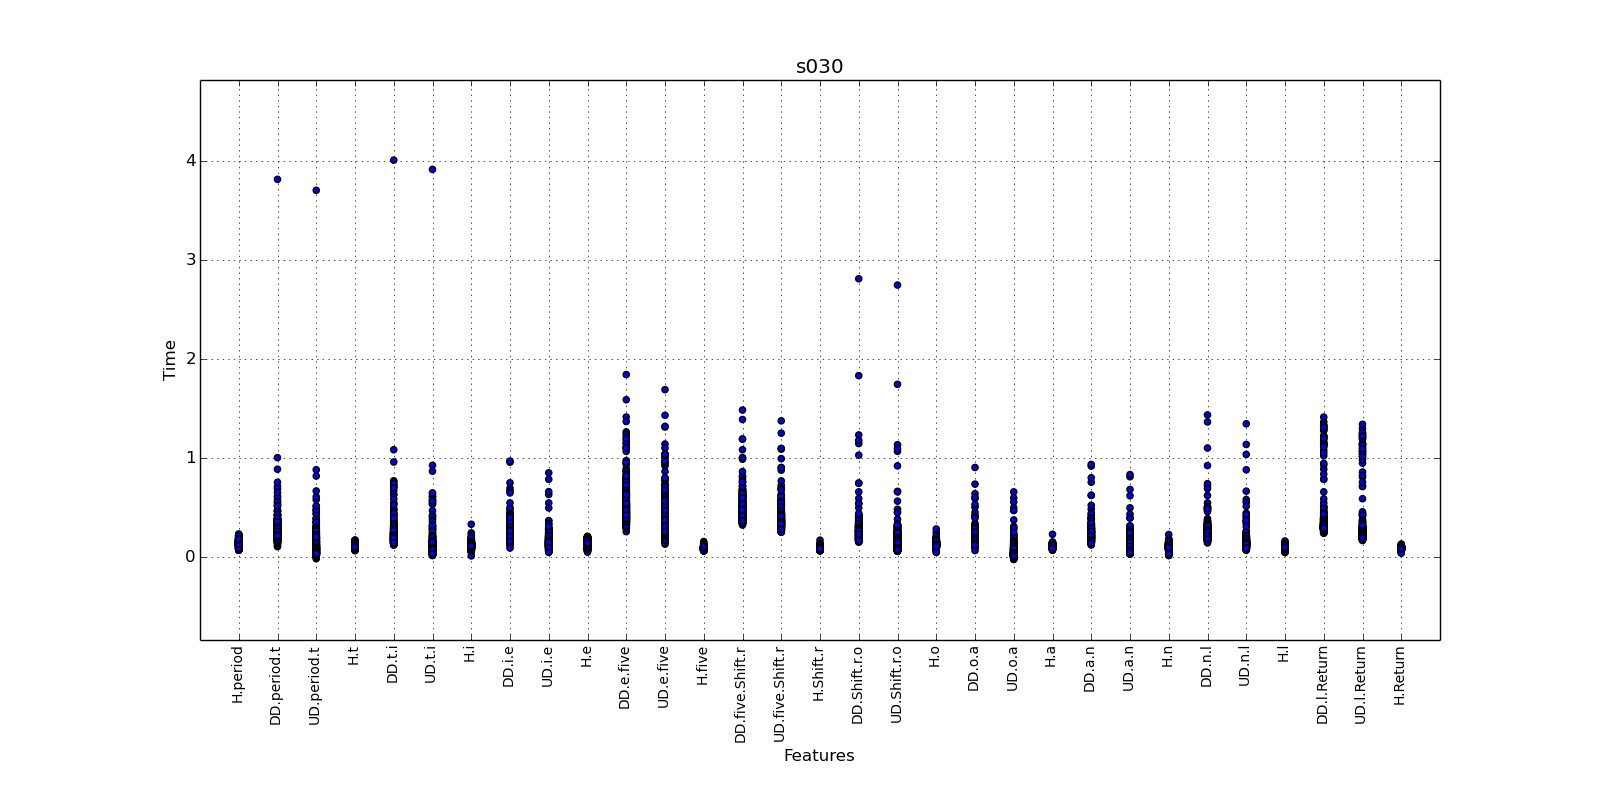 s030
4
3
2
1
0
Time
H.period
DD.period.t
UD.period.t
H.t
DD.t.i
UD.t.i
H.i
DD.i.e
UD.i.e
H.e
DD.e.five
UD.e.five
H.five
DD.five.Shift.r
UD.five.Shift.r
H.Shift.r
DD.Shift.r.o
UD.Shift.r.o
H.o
DD.o.a
UD.o.a
H.a
DD.a.n
UD.a.n
H.n
DD.n.l
UD.n.l
H.l
DD.l.Return
UD.l.Return
H.Return
Features